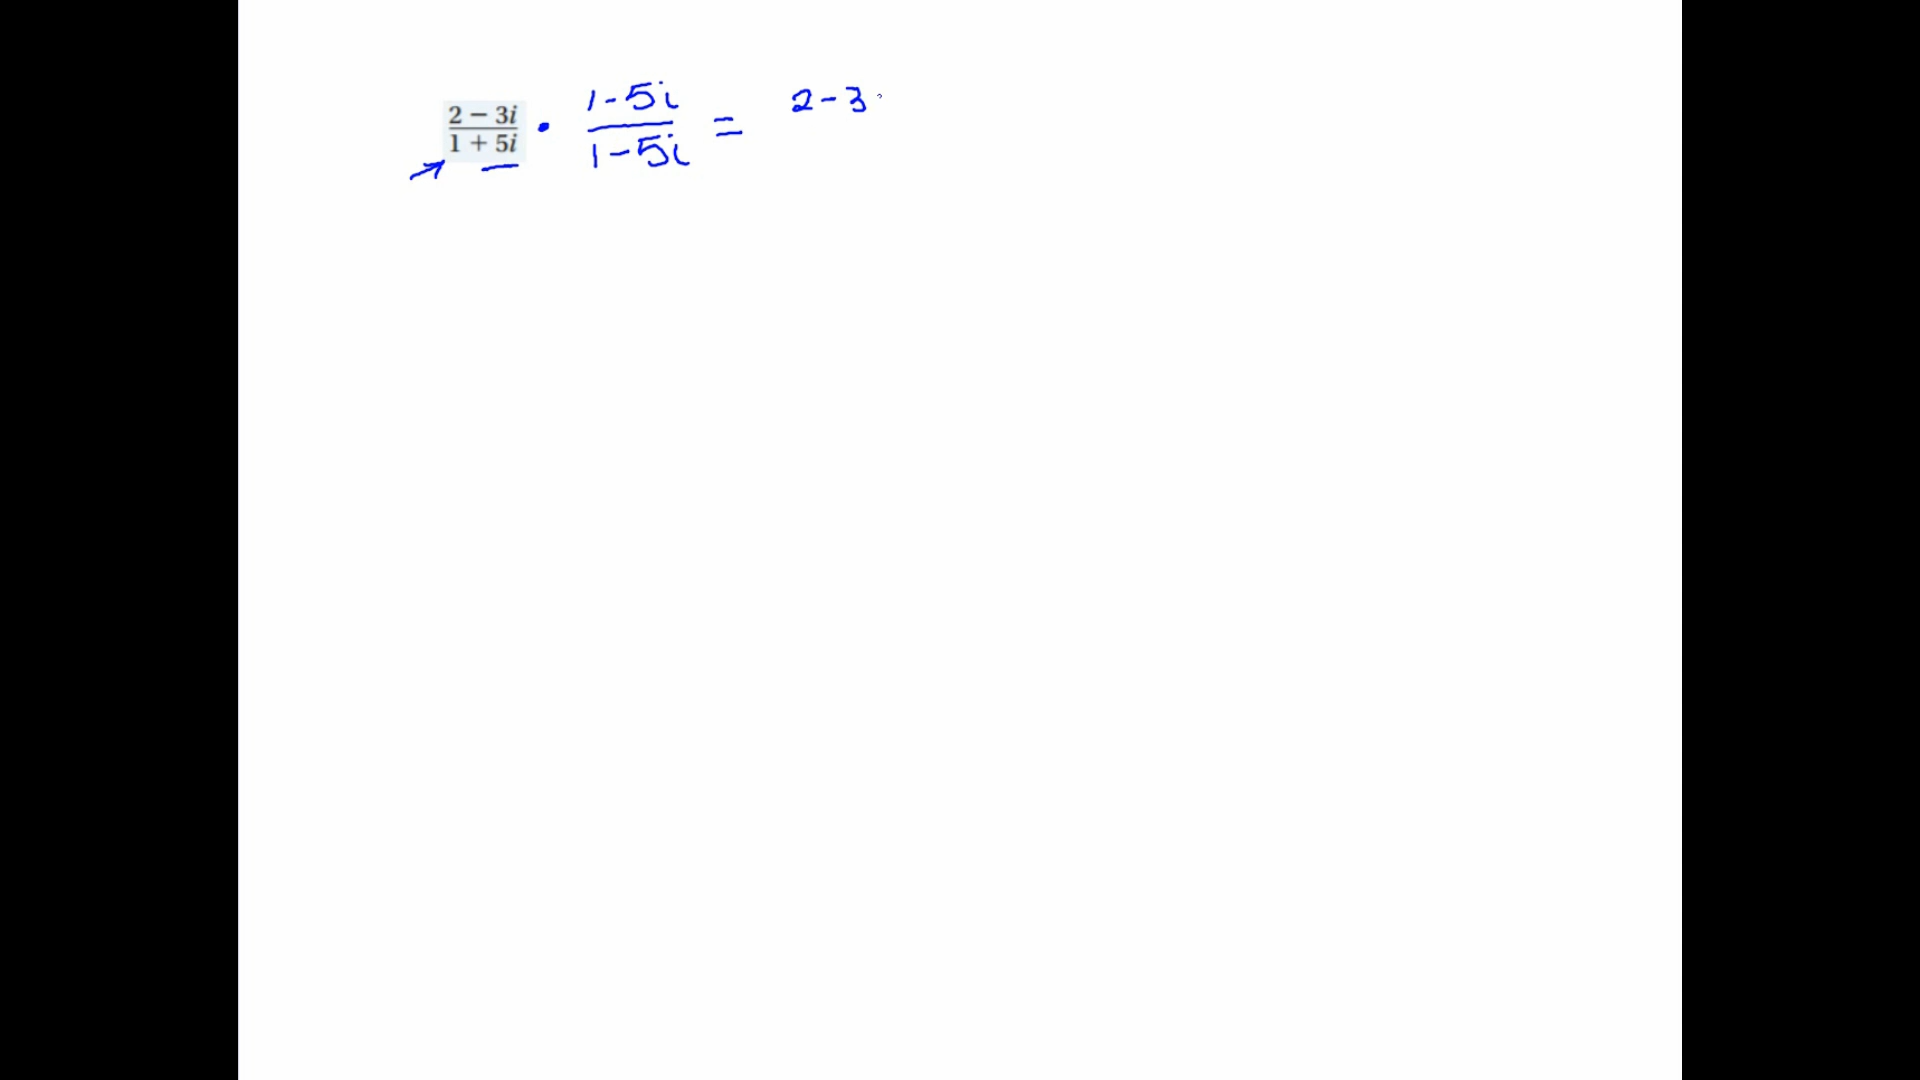 2 − 3i / 1 + 5i · 1-5i / 1-5i = 2-3